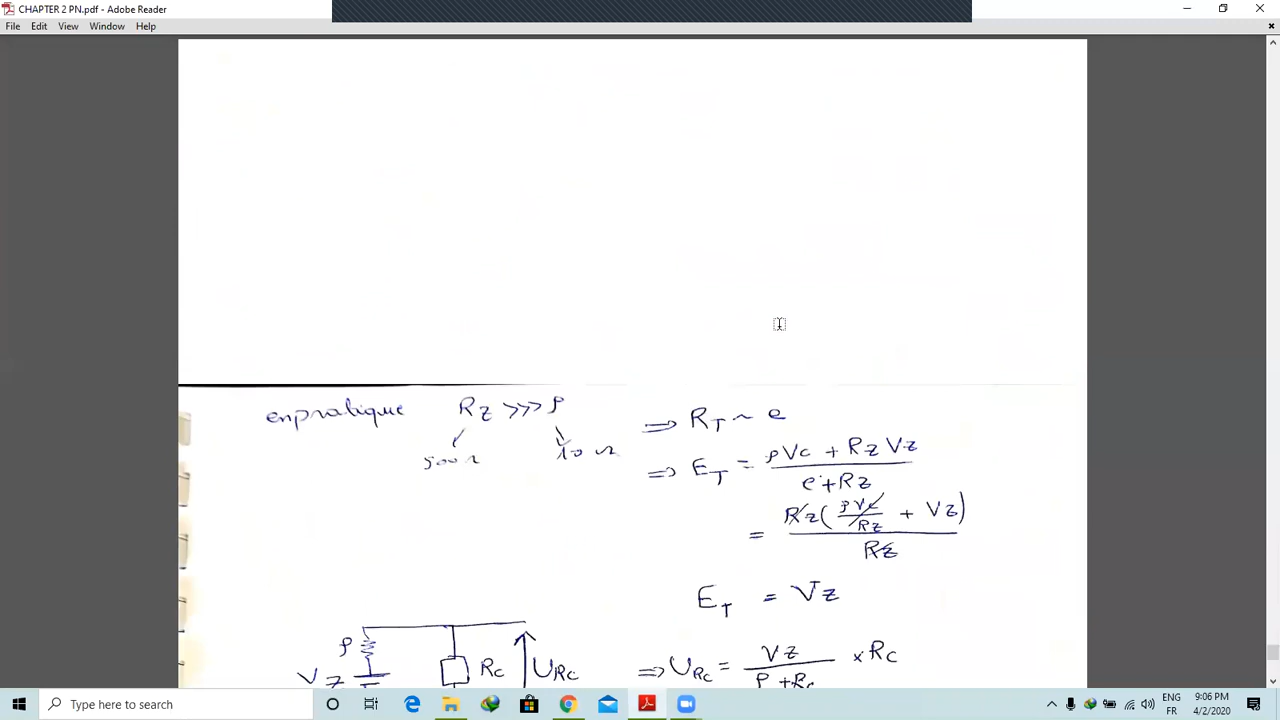 CHAPTER 2 PN.pdf - Adobe Reader
File Edit View Window Help
en pratique RZ >>> ρ ⇒ RT ~ ρ
500 Ω 10 Ω
⇒ ET = (ρVc + RZ VZ) / (ρ + RZ)
= RZ (ρVc / RZ + VZ) / RZ
ET = VZ
ρ RC URC ⇒ URC = VZ / (ρ + RC) × RC
VZ
Type here to search
ENG
FR
9:06 PM
4/2/2020